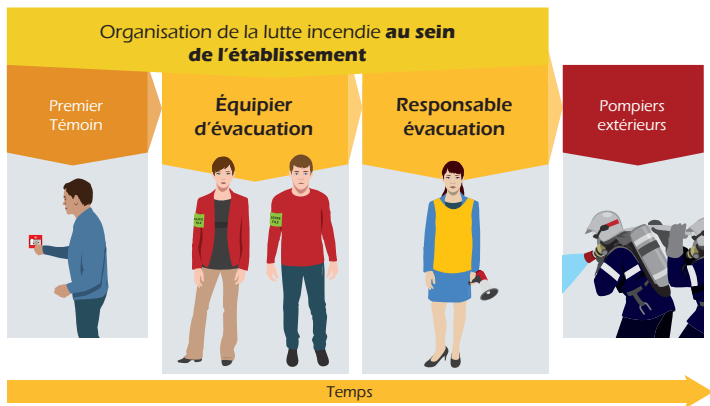 Organisation de la lutte incendie au sein
de l'établissement
Premier
Témoin
Équipier
d'évacuation
Responsable
évacuation
Pompiers
extérieurs
Temps